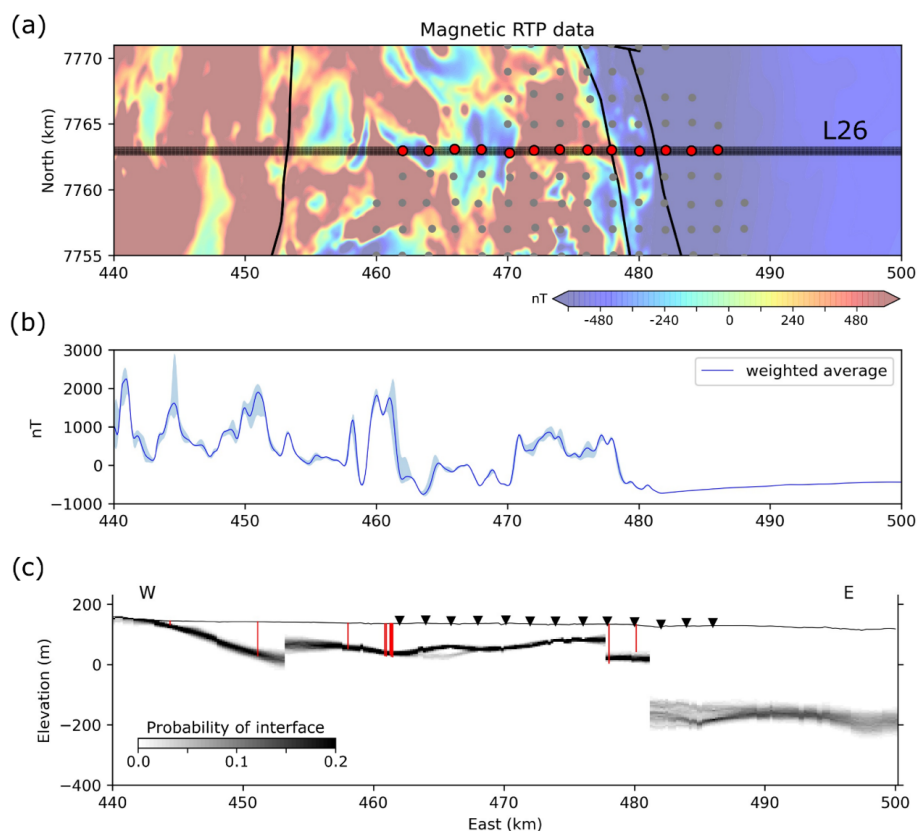 (a)
Magnetic RTP data
7770
7765
7760
7755
North (km)
L26
440 450 460 470 480 490 500
nT
-480 -240 0 240 480
(b)
3000
2000
1000
0
-1000
nT
weighted average
440 450 460 470 480 490 500
(c)
W E
200
0
-200
-400
Elevation (m)
Probability of interface
0.0 0.1 0.2
440 450 460 470 480 490 500
East (km)